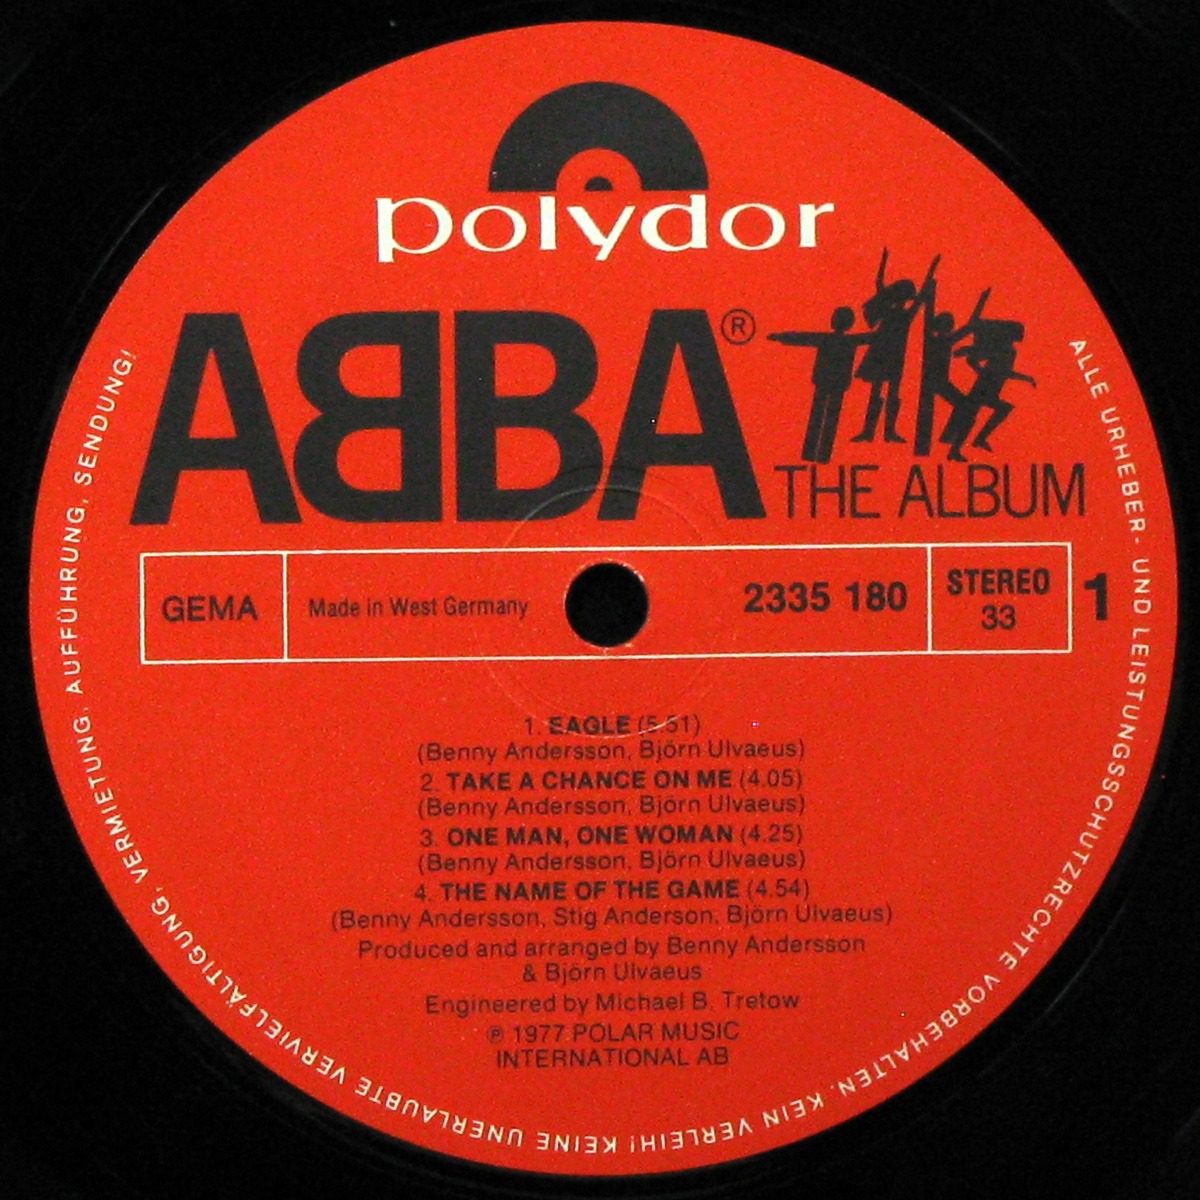 polydor
ABBA®
THE ALBUM
GEMA
Made in West Germany
2335 180
STEREO
33
1
1. EAGLE (5.51)
(Benny Andersson, Björn Ulvaeus)
2. TAKE A CHANCE ON ME (4.05)
(Benny Andersson, Björn Ulvaeus)
3. ONE MAN, ONE WOMAN (4.25)
(Benny Andersson, Björn Ulvaeus)
4. THE NAME OF THE GAME (4.54)
(Benny Andersson, Stig Anderson, Björn Ulvaeus)
Produced and arranged by Benny Andersson
& Björn Ulvaeus
Engineered by Michael B. Tretow
℗ 1977 POLAR MUSIC
INTERNATIONAL AB
ALLE URHEBER- UND LEISTUNGSSCHUTZRECHTE VORBEHALTEN. KEIN VERLEIH! KEINE UNERLAUBTE VERVIELFÄLTIGUNG, VERMIETUNG, AUFFÜHRUNG, SENDUNG!